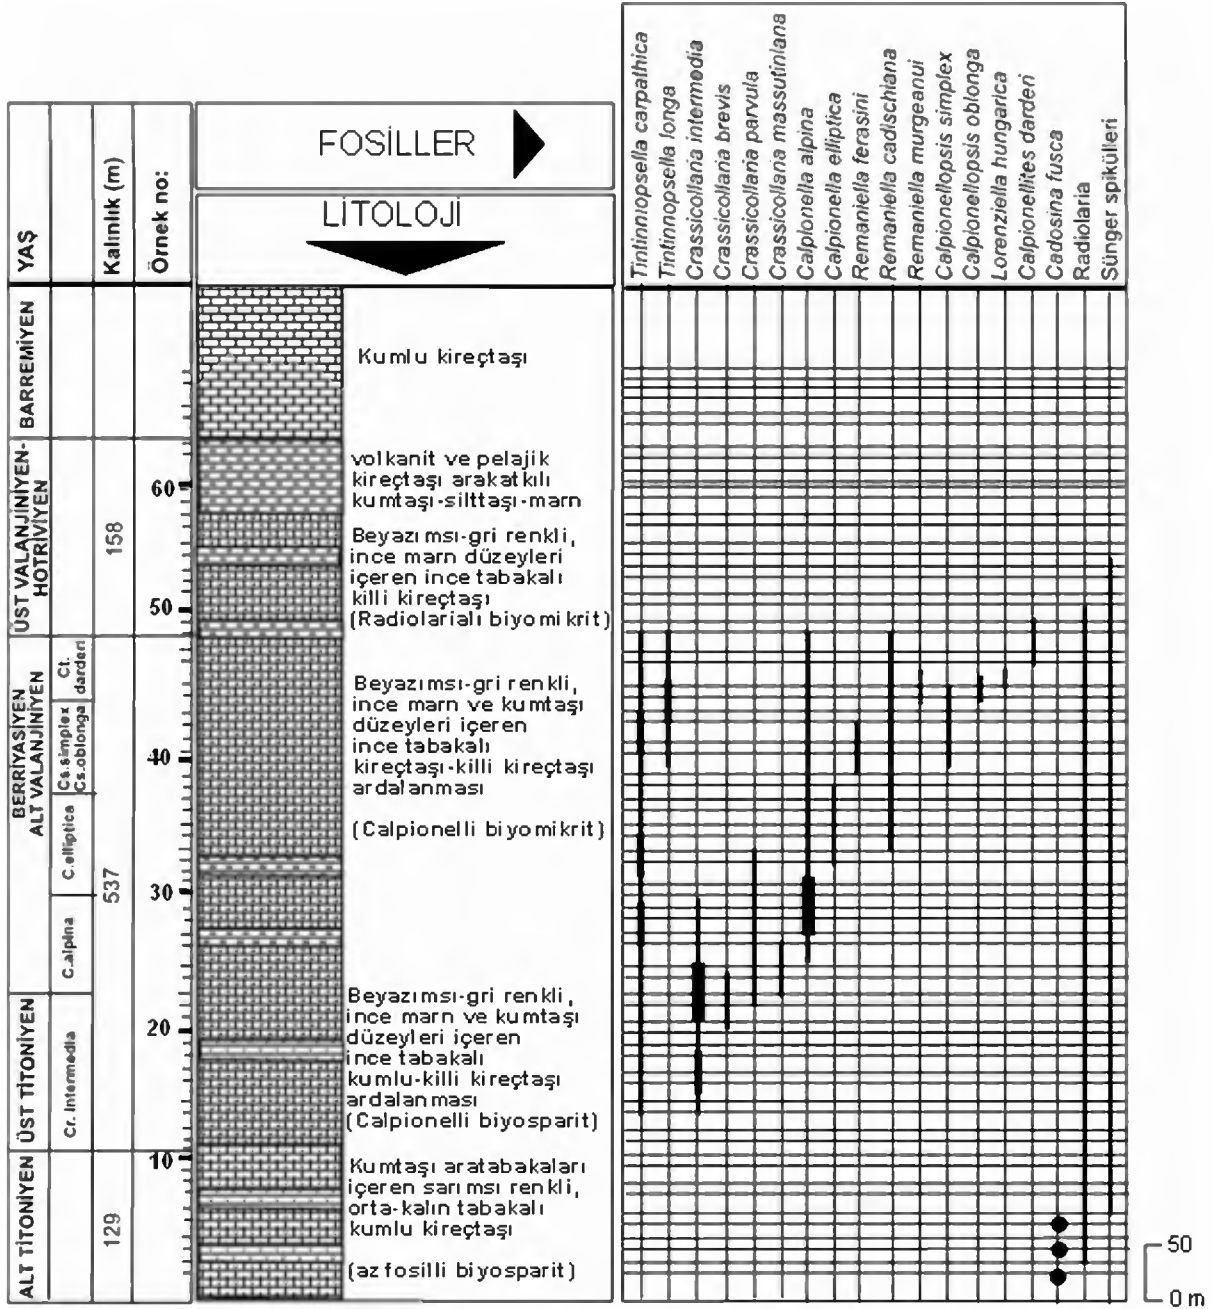 YAŞ
Kalınlık (m)
Örnek no:
FOSİLLER
LİTOLOJİ
Tintinniopsella carpathica
Tintinnopsella longa
Crassicollaria intermedia
Crassicollaria brevis
Crassicollaria parvula
Crassicollaria massutiniana
Calpionella alpina
Calpionella elliptica
Remaniella ferasini
Remaniella cadischiana
Remaniella murgeanui
Calpionellopsis simplex
Calpionellopsis oblonga
Lorenziella hungarica
Calpionellites darderi
Cadosina fusca
Radiolaria
Sünger spikülleri
BARREMİYEN
Kumlu kireçtaşı
ÜST VALANJİNİYEN-
HOTRİVİYEN
158
60
50
volkanit ve pelajik
kireçtaşı arakatkılı
kumtaşı-silttaşı-marn
Beyazımsı-gri renkli,
ince marn düzeyleri
içeren ince tabakalı
killi kireçtaşı
(Radiolarialı biyomikrit)
BERRİYASİYEN
ALT VALANJİNİYEN
Ct.
darderi
Cs.simplex
Cs.oblonga
C.elliptica
C.alpina
537
40
30
Beyazımsı-gri renkli,
ince marn ve kumtaşı
düzeyleri içeren
ince tabakalı
kireçtaşı-killi kireçtaşı
ardalanması
(Calpionelli biyomikrit)
ÜST TİTONİYEN
Cr. Intermedia
20
Beyazımsı-gri renkli,
ince marn ve kumtaşı
düzeyleri içeren
ince tabakalı
kumlu-killi kireçtaşı
ardalanması
(Calpionelli biyosparit)
ALT TİTONİYEN
129
10
Kumtaşı aratabakaları
içeren sarımsı renkli,
orta-kalın tabakalı
kumlu kireçtaşı
(az fosilli biyosparit)
50
0 m